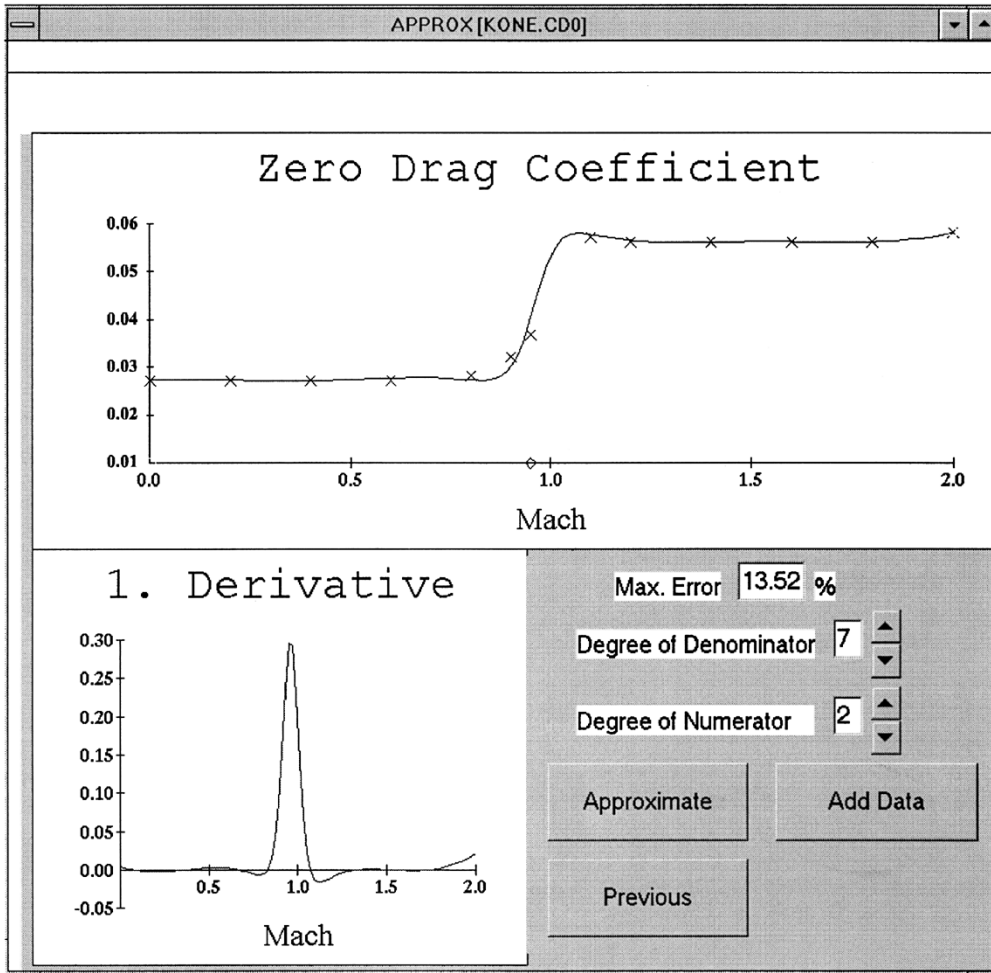 APPROX [KONE.CD0]
Zero Drag Coefficient
0.06
0.05
0.04
0.03
0.02
0.01
0.0 0.5 1.0 1.5 2.0
Mach
1. Derivative
0.30
0.25
0.20
0.15
0.10
0.05
0.00
-0.05
0.5 1.0 1.5 2.0
Mach
Max. Error 13.52 %
Degree of Denominator 7
Degree of Numerator 2
Approximate Add Data
Previous